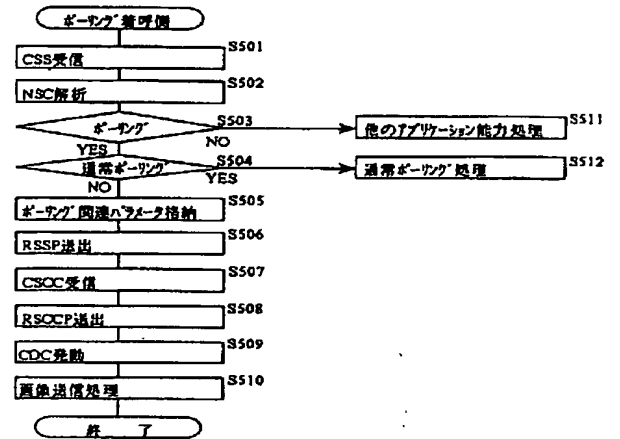 ポーリング着呼側
S501
CSS受信
S502
NSC解析
S503
ポーリング
NO
他のアプリケーション能力処理
S511
YES
S504
通常ポーリング
YES
通常ポーリング処理
S512
NO
S505
ポーリング関連パラメータ格納
S506
RSSP送出
S507
CSCC受信
S508
RSCCP送出
S509
CDC発動
S510
画像送信処理
終 了